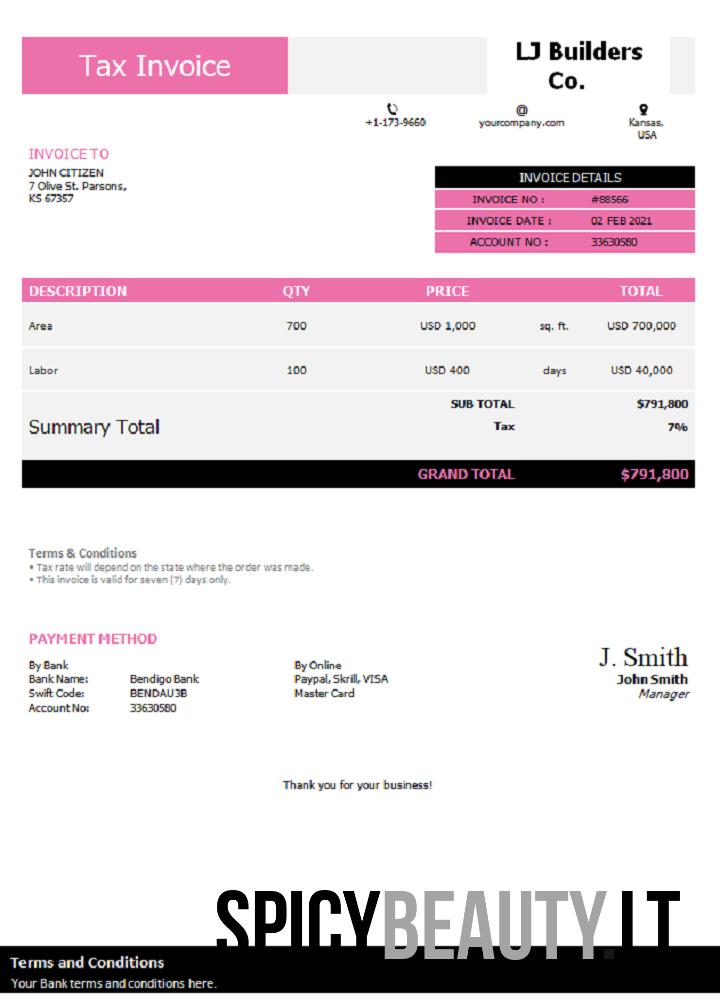 Tax Invoice
LJ Builders
Co.
+1-173-9660
@
yourcompany.com
Kansas,
USA
INVOICE TO
JOHN CITIZEN
7 Olive St. Parsons,
KS 67357
INVOICE DETAILS
INVOICE NO : #88566
INVOICE DATE : 02 FEB 2021
ACCOUNT NO : 33630580
DESCRIPTION QTY PRICE TOTAL
Area 700 USD 1,000 sq. ft. USD 700,000
Labor 100 USD 400 days USD 40,000
SUB TOTAL $791,800
Summary Total
Tax 7%
GRAND TOTAL $791,800
Terms & Conditions
• Tax rate will depend on the state where the order was made.
• This invoice is valid for seven (7) days only.
PAYMENT METHOD
By Bank
Bank Name: Bendigo Bank
Swift Code: BENDAU3B
Account No: 33630580
By Online
Paypal, Skrill, VISA
Master Card
J. Smith
John Smith
Manager
Thank you for your business!
SPICYBEAUTY.IT
Terms and Conditions
Your Bank terms and conditions here.